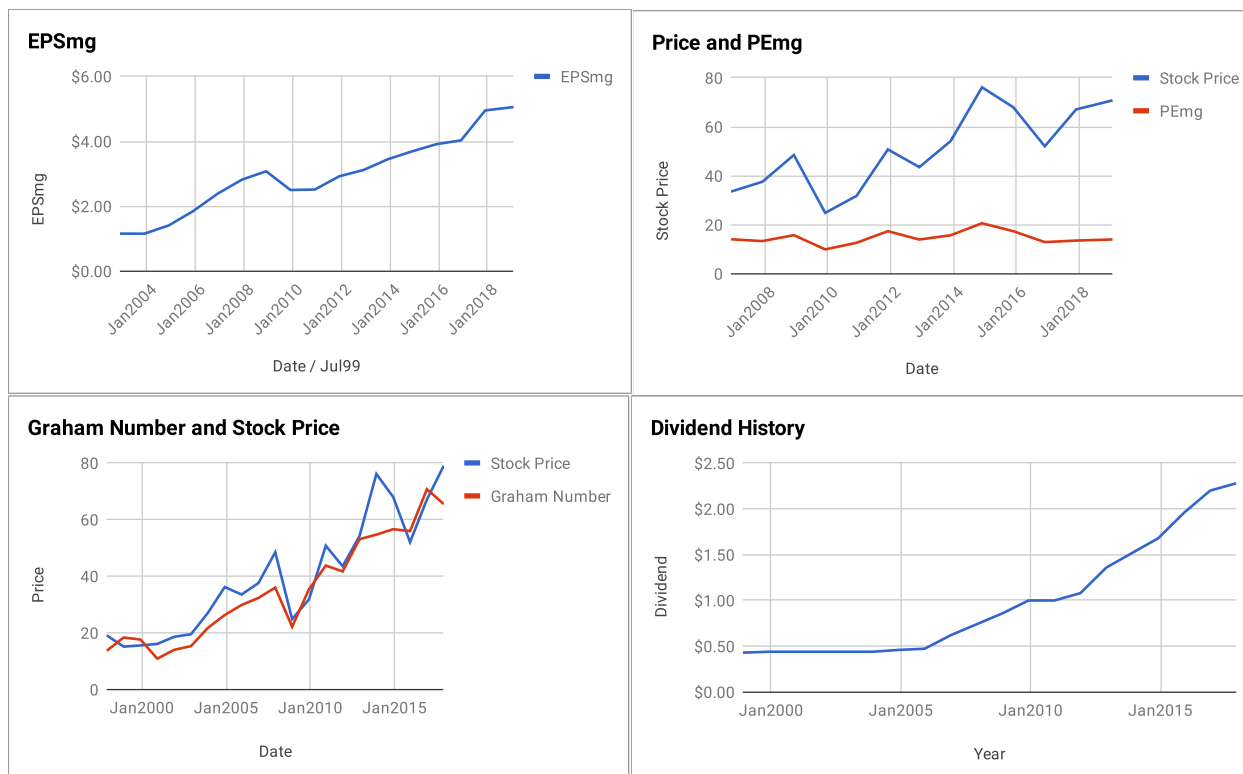 EPSmg
$6.00
$4.00
$2.00
$0.00
EPSmg
Jan2004
Jan2006
Jan2008
Jan2010
Jan2012
Jan2014
Jan2016
Jan2018
Date / Jul99
EPSmg
Price and PEmg
80
60
40
20
0
Stock Price
Jan2008
Jan2010
Jan2012
Jan2014
Jan2016
Jan2018
Date
Stock Price
PEmg
Graham Number and Stock Price
80
60
40
20
0
Price
Jan2000
Jan2005
Jan2010
Jan2015
Date
Stock Price
Graham Number
Dividend History
$2.50
$2.00
$1.50
$1.00
$0.50
$0.00
Dividend
Jan2000
Jan2005
Jan2010
Jan2015
Year